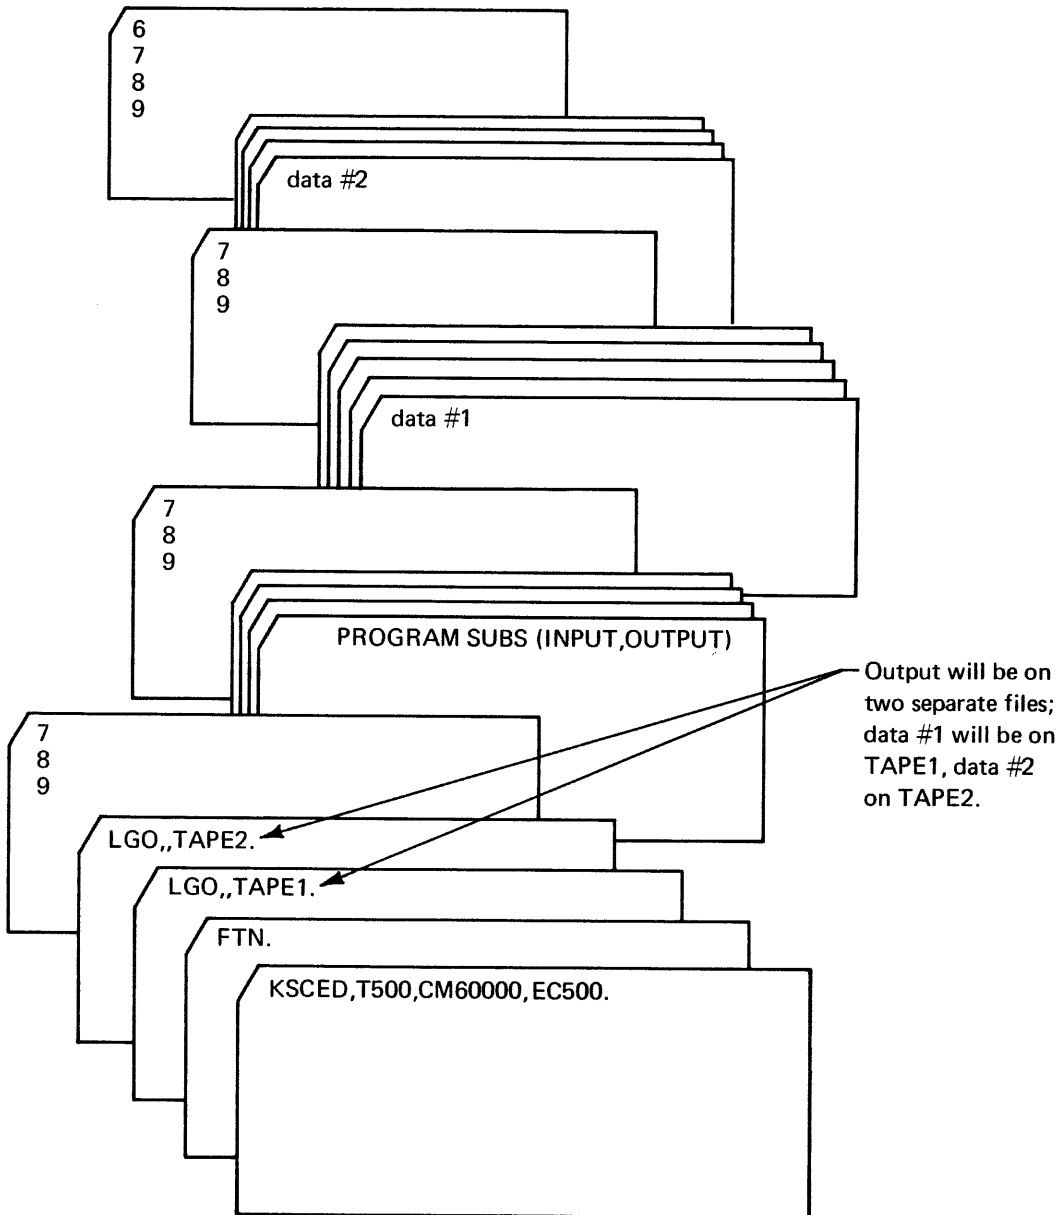 6
7
8
9
data #2
7
8
9
data #1
7
8
9
PROGRAM SUBS (INPUT,OUTPUT)
Output will be on
two separate files;
data #1 will be on
TAPE1, data #2
on TAPE2.
7
8
9
LGO,,TAPE2.
LGO,,TAPE1.
FTN.
KSCED,T500,CM60000,EC500.